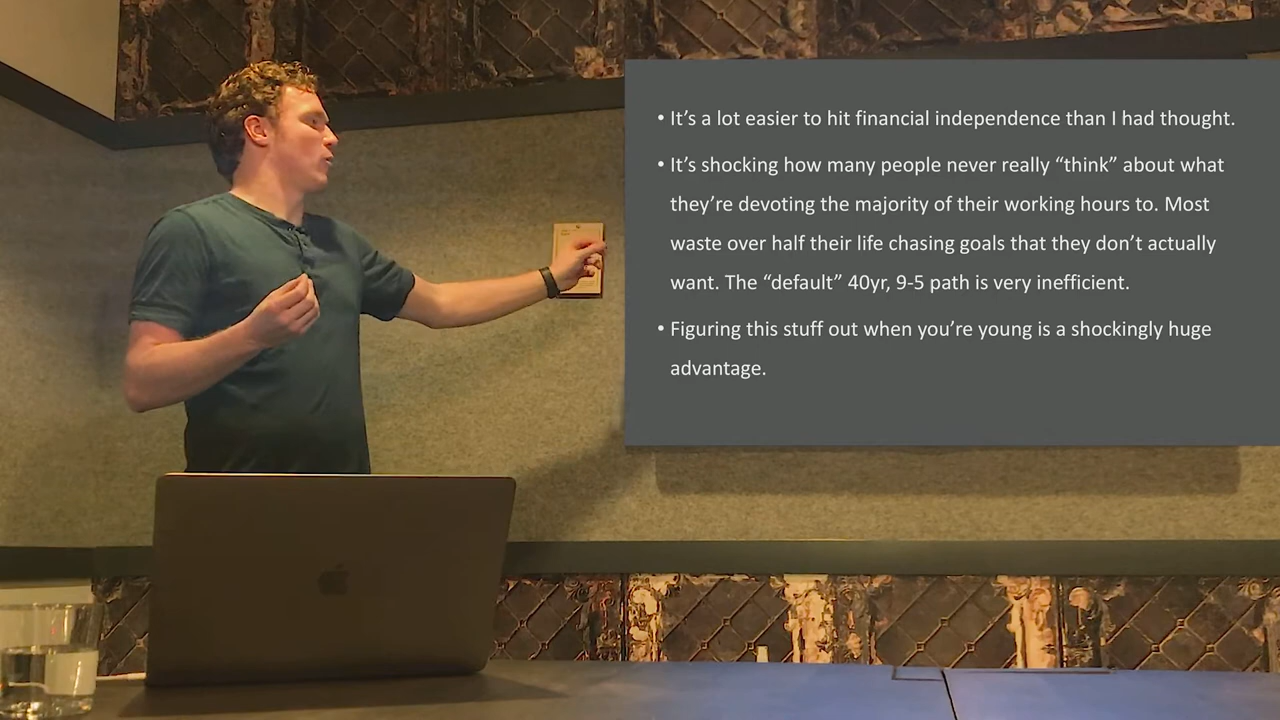 • It’s a lot easier to hit financial independence than I had thought.
• It’s shocking how many people never really “think” about what
they’re devoting the majority of their working hours to. Most
waste over half their life chasing goals that they don’t actually
want. The “default” 40yr, 9-5 path is very inefficient.
• Figuring this stuff out when you’re young is a shockingly huge
advantage.